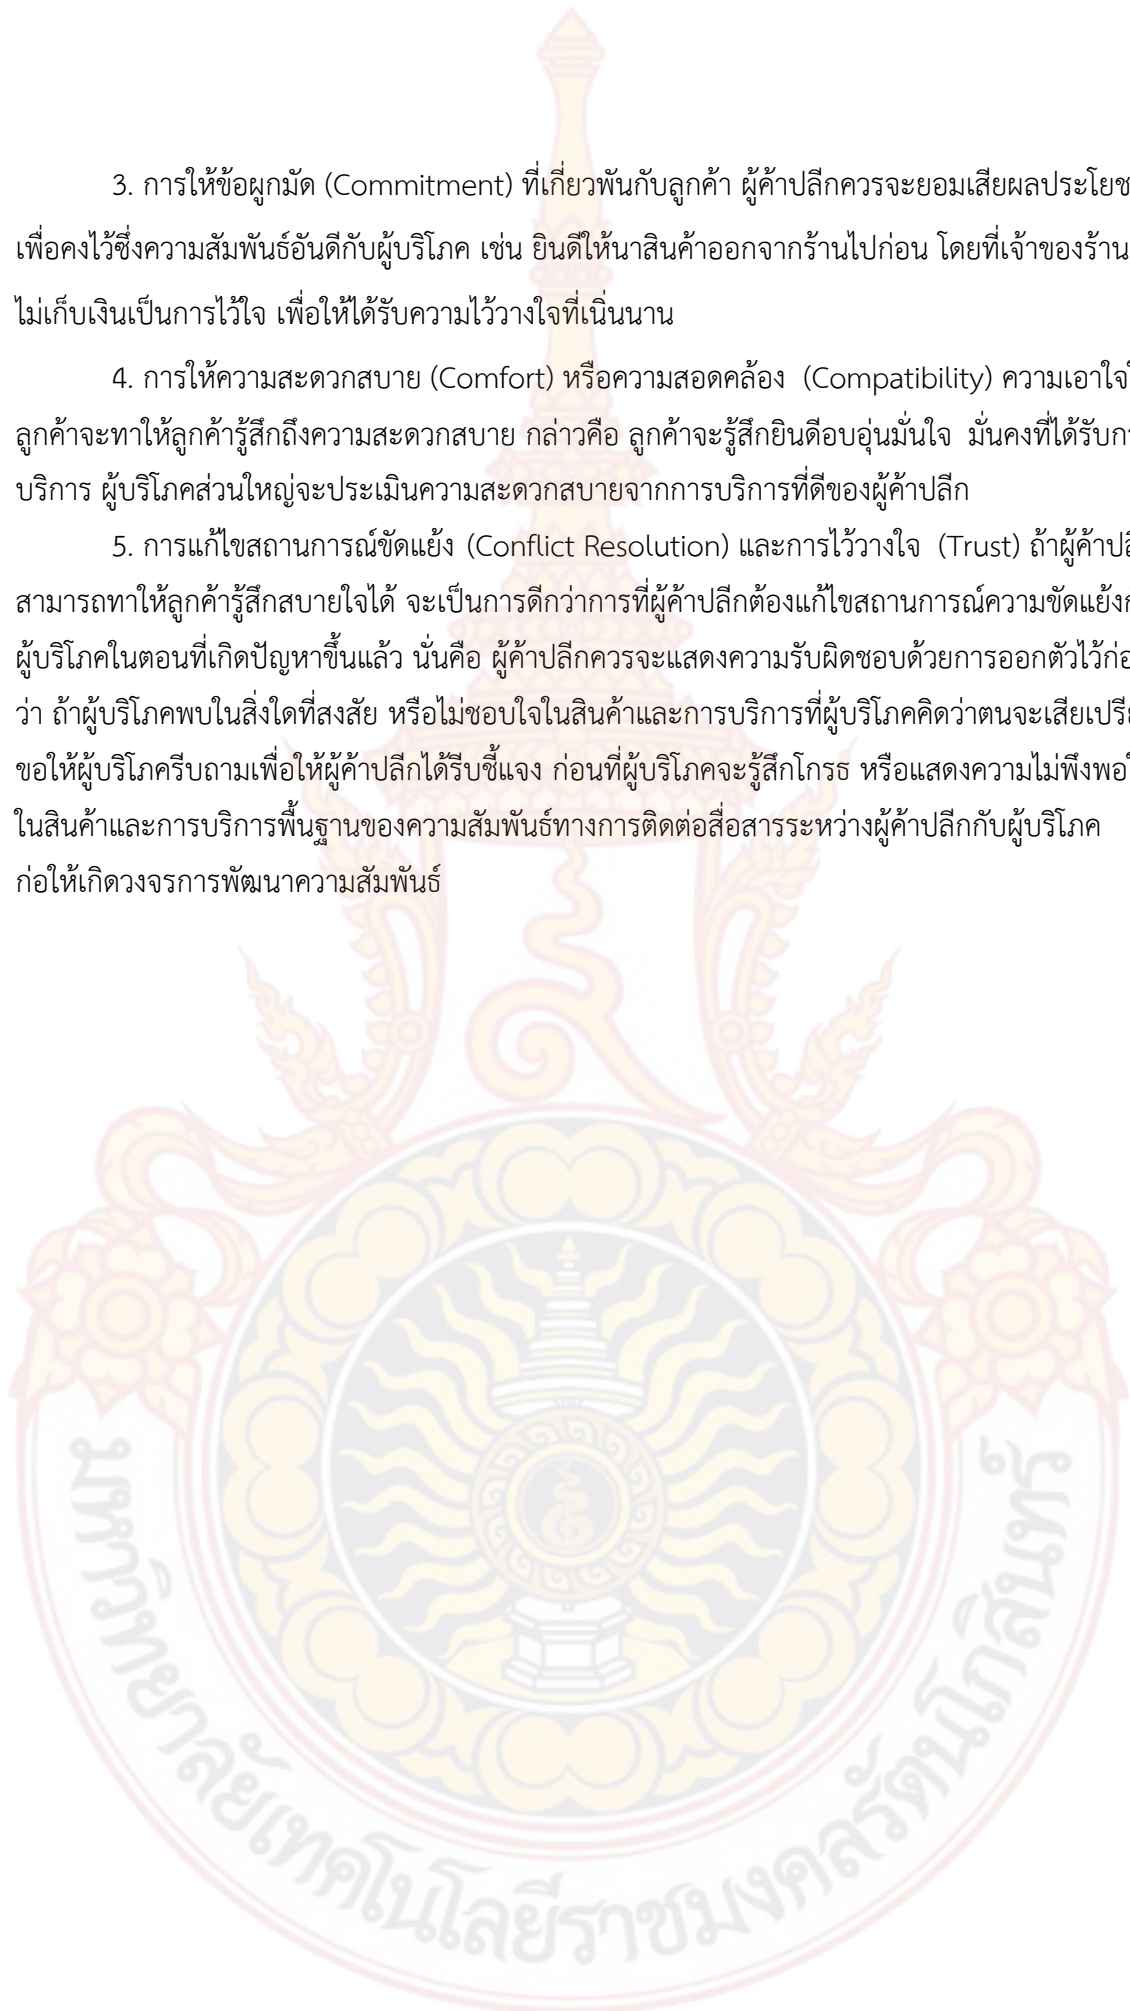 3. การให้ข้อผูกมัด (Commitment) ที่เกี่ยวพันกับลูกค้า ผู้ค้าปลีกควรจะยอมเสียผลประโยช
เพื่อคงไว้ซึ่งความสัมพันธ์อันดีกับผู้บริโภค เช่น ยินดีให้นาสินค้าออกจากร้านไปก่อน โดยที่เจ้าของร้าน
ไม่เก็บเงินเป็นการไว้ใจ เพื่อให้ได้รับความไว้วางใจที่เนิ่นนาน
4. การให้ความสะดวกสบาย (Comfort) หรือความสอดคล้อง (Compatibility) ความเอาใจ
ลูกค้าจะทาให้ลูกค้ารู้สึกถึงความสะดวกสบาย กล่าวคือ ลูกค้าจะรู้สึกยินดีอบอุ่นมั่นใจ มั่นคงที่ได้รับ
บริการ ผู้บริโภคส่วนใหญ่จะประเมินความสะดวกสบายจากการบริการที่ดีของผู้ค้าปลีก
5. การแก้ไขสถานการณ์ขัดแย้ง (Conflict Resolution) และการไว้วางใจ (Trust) ถ้าผู้ค้าปลี
สามารถทาให้ลูกค้ารู้สึกสบายใจได้ จะเป็นการดีกว่าการที่ผู้ค้าปลีกต้องแก้ไขสถานการณ์ความขัดแย้ง
ผู้บริโภคในตอนที่เกิดปัญหาขึ้นแล้ว นั่นคือ ผู้ค้าปลีกควรจะแสดงความรับผิดชอบด้วยการออกตัวไว้ก่อ
ว่า ถ้าผู้บริโภคพบในสิ่งใดที่สงสัย หรือไม่ชอบใจในสินค้าและการบริการที่ผู้บริโภคคิดว่าตนจะเสียเปรี
ขอให้ผู้บริโภครีบถามเพื่อให้ผู้ค้าปลีกได้รีบชี้แจง ก่อนที่ผู้บริโภคจะรู้สึกโกรธ หรือแสดงความไม่พึงพอ
ในสินค้าและการบริการพื้นฐานของความสัมพันธ์ทางการติดต่อสื่อสารระหว่างผู้ค้าปลีกกับผู้บริโภค
ก่อให้เกิดวงจรการพัฒนาความสัมพันธ์
มหาวิทยาลัยเทคโนโลยีราชมงคลรัตนโกสินทร์